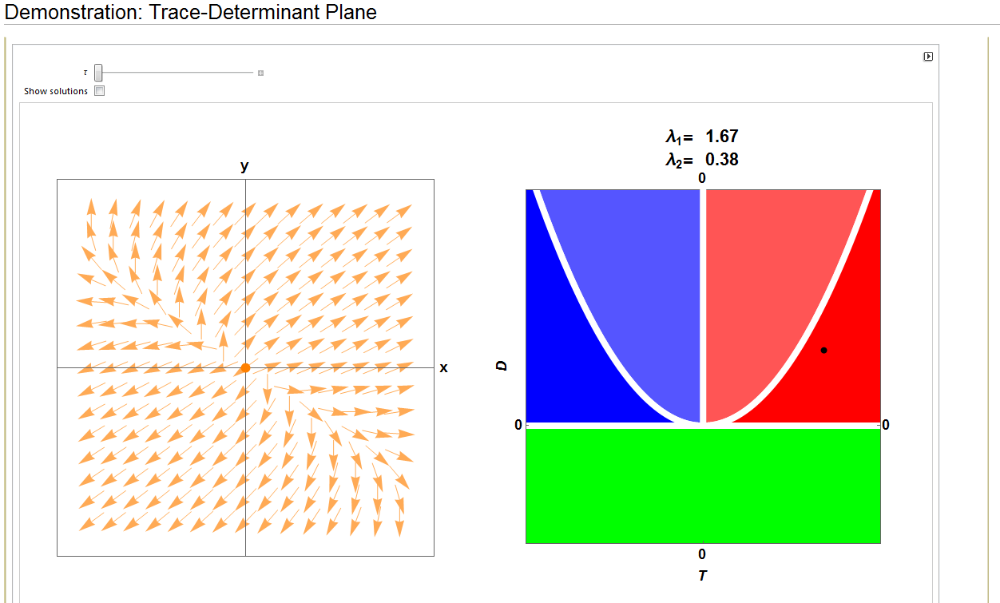 Demonstration: Trace-Determinant Plane
τ
Show solutions
λ1= 1.67
λ2= 0.38
y
x
0
D
0
0
0
T